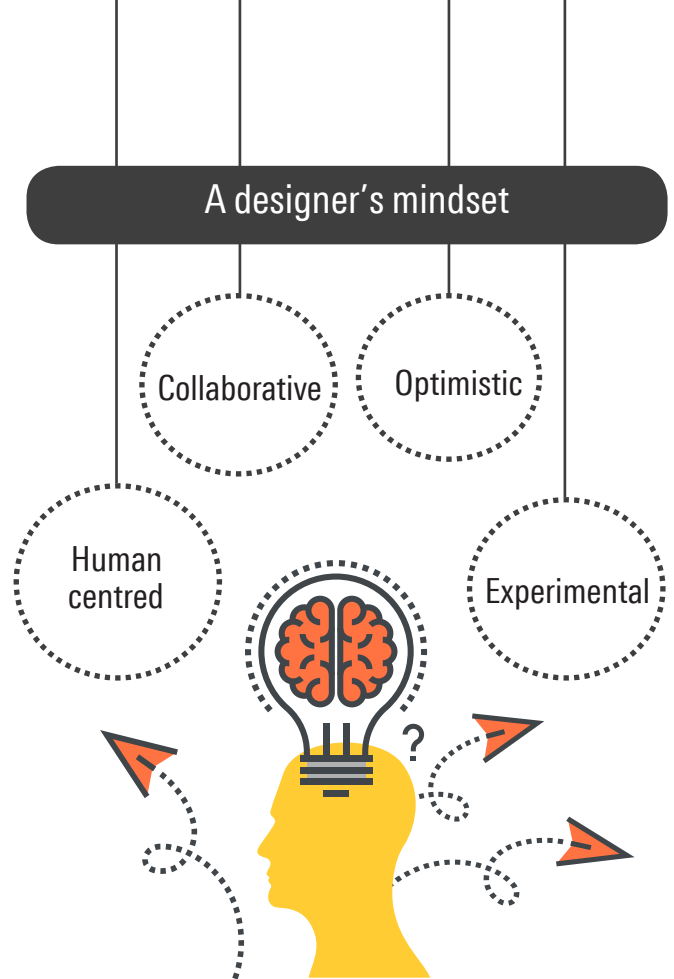 A designer’s mindset
Collaborative
Optimistic
Human
centred
Experimental
?